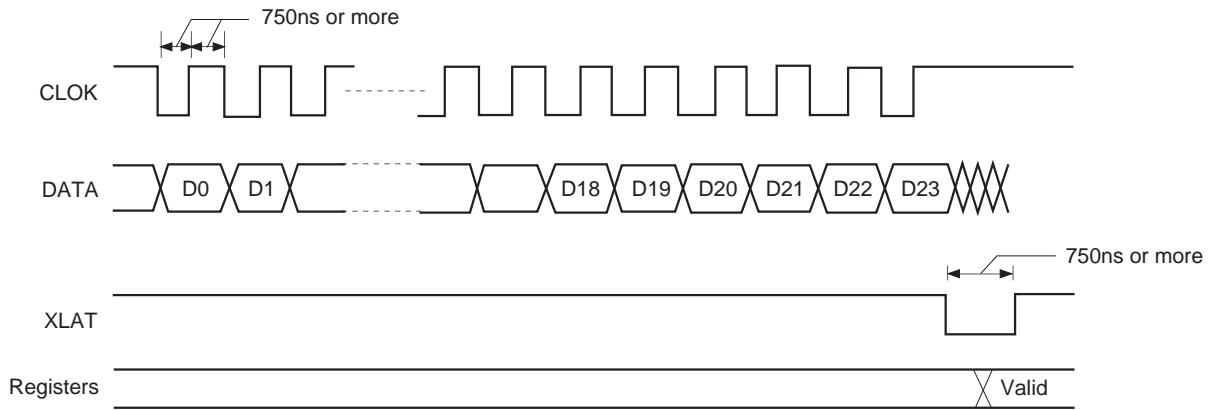 750ns or more
CLOK
DATA D0 D1 D18 D19 D20 D21 D22 D23
750ns or more
XLAT
Registers Valid